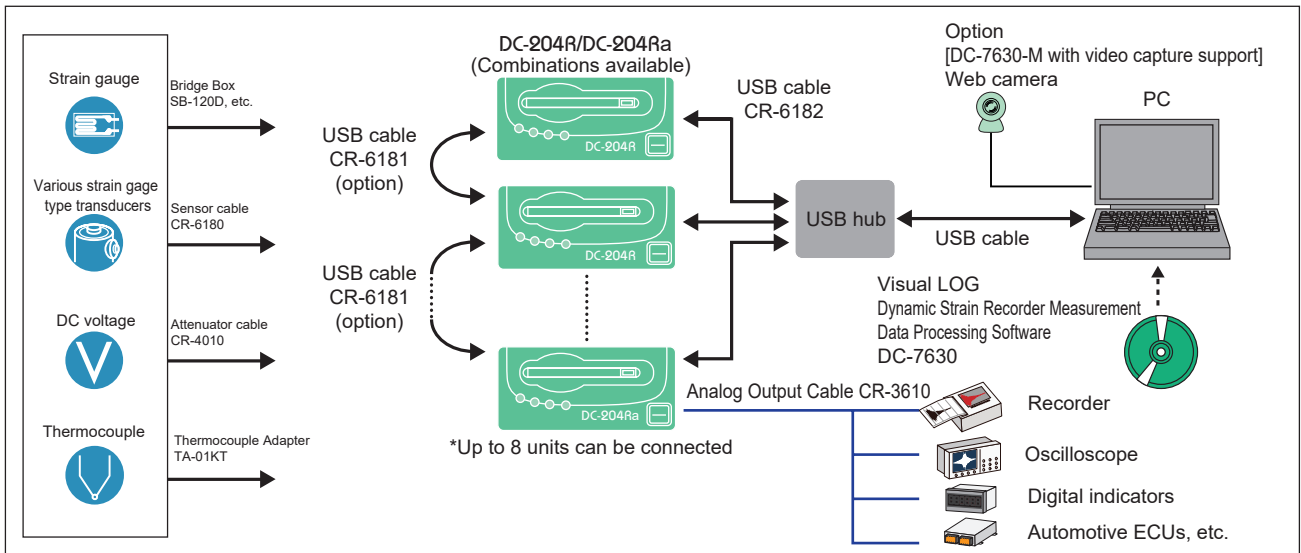 Strain gauge
Bridge Box
SB-120D, etc.
Various strain gage
type transducers
Sensor cable
CR-6180
DC voltage
Attenuator cable
CR-4010
V
Thermocouple
Thermocouple Adapter
TA-01KT
DC-204R/DC-204Ra
(Combinations available)
USB cable
CR-6181
(option)
USB cable
CR-6181
(option)
DC-204R
DC-204R
DC-204Ra
*Up to 8 units can be connected
USB cable
CR-6182
USB hub
USB cable
Option
[DC-7630-M with video capture support]
Web camera
PC
Visual LOG
Dynamic Strain Recorder Measurement
Data Processing Software
DC-7630
Analog Output Cable CR-3610
Recorder
Oscilloscope
Digital indicators
Automotive ECUs, etc.